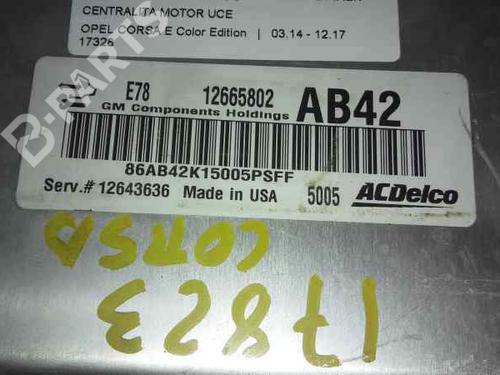 CENTRALITA MOTOR UCE
OPEL CORSA E Color Edition | 03.14 - 12.17
17328
B-PARTS
E78 12665802 AB42
GM Components Holdings
86AB42K15005PSFF
Serv.# 12643636 Made in USA 5005 ACDelco
CORSA
17823